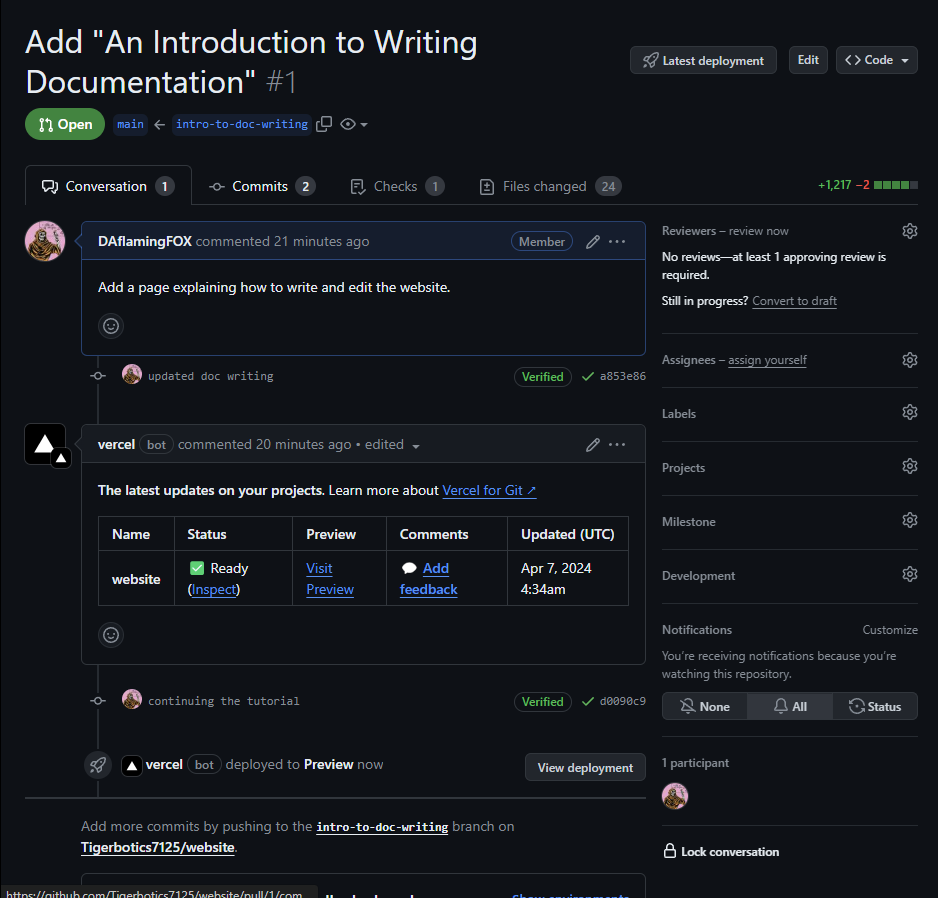 Add "An Introduction to Writing
Documentation" #1
Latest deployment
Edit
Code
Open
main
intro-to-doc-writing
Conversation 1
Commits 2
Checks 1
Files changed 24
+1,217 −2
DAflamingFOX commented 21 minutes ago
Member
Add a page explaining how to write and edit the website.
updated doc writing
Verified
a853e86
vercel bot commented 20 minutes ago • edited
The latest updates on your projects. Learn more about Vercel for Git ↗
Name Status Preview Comments Updated (UTC)
website
✅ Ready
(Inspect)
Visit
Preview
💬 Add
feedback
Apr 7, 2024
4:34am
continuing the tutorial
Verified
d0090c9
vercel bot deployed to Preview now
View deployment
Add more commits by pushing to the intro-to-doc-writing branch on
Tigerbotics7125/website.
https://github.com/Tigerbotics7125/website/pull/1/com...
Show environments
Reviewers – review now
No reviews—at least 1 approving review is
required.
Still in progress? Convert to draft
Assignees – assign yourself
Labels
Projects
Milestone
Development
Notifications
Customize
You're receiving notifications because you're
watching this repository.
None
All
Status
1 participant
Lock conversation